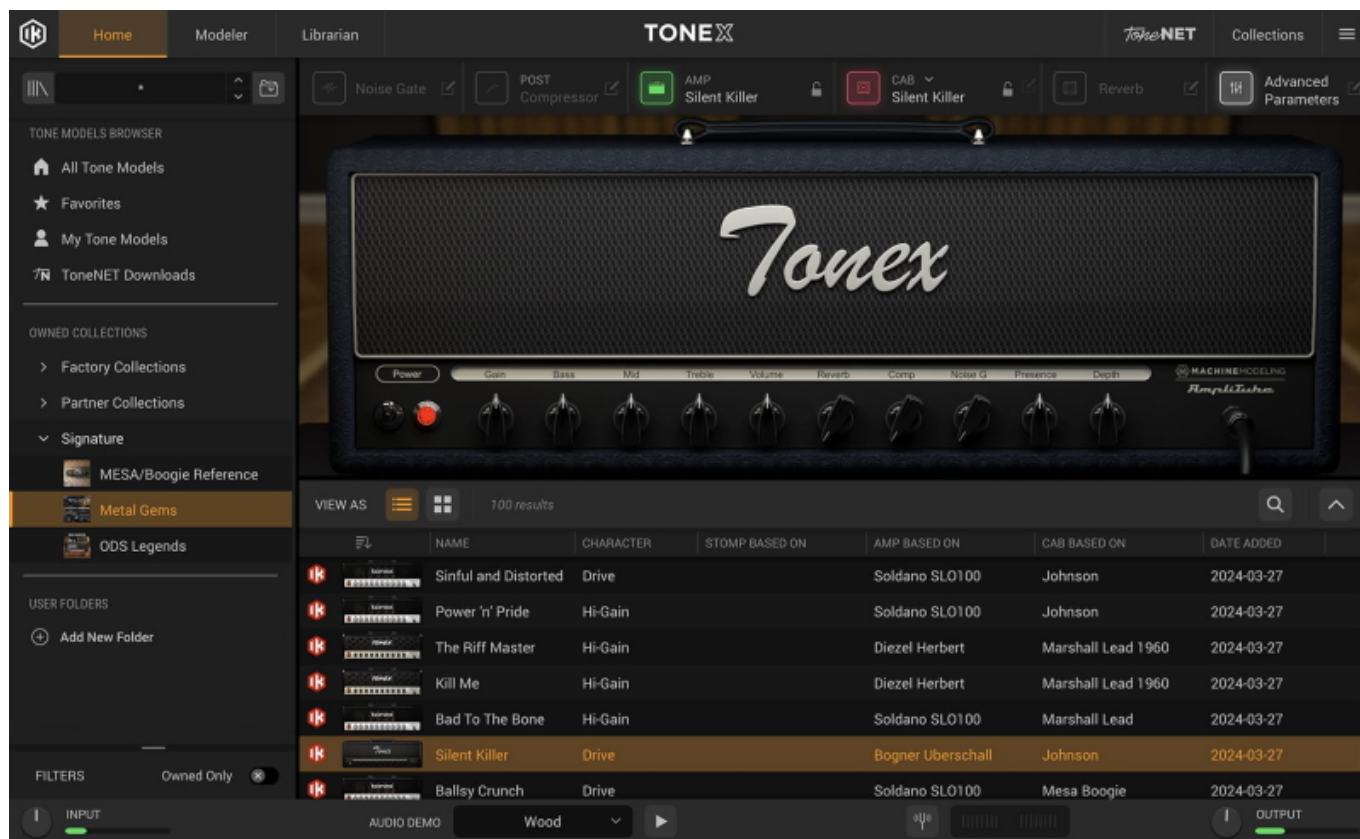 IK Home Modeler Librarian TONEX ToneNET Collections
* Noise Gate POST Compressor AMP Silent Killer CAB Silent Killer Reverb Advanced Parameters
TONE MODELS BROWSER
All Tone Models
Favorites
My Tone Models
TN ToneNET Downloads
OWNED COLLECTIONS
Factory Collections
Partner Collections
Signature
MESA/Boogie Reference
Metal Gems
ODS Legends
USER FOLDERS
Add New Folder
FILTERS Owned Only
Tonex
Power Gain Bass Mid Treble Volume Reverb Comp Noise G Presence Depth
MACHINEMODELING
AmpliTube
VIEW AS 100 results
NAME CHARACTER STOMP BASED ON AMP BASED ON CAB BASED ON DATE ADDED
Sinful and Distorted Drive Soldano SLO100 Johnson 2024-03-27
Power 'n' Pride Hi-Gain Soldano SLO100 Johnson 2024-03-27
The Riff Master Hi-Gain Diezel Herbert Marshall Lead 1960 2024-03-27
Kill Me Hi-Gain Diezel Herbert Marshall Lead 1960 2024-03-27
Bad To The Bone Hi-Gain Soldano SLO100 Marshall Lead 2024-03-27
Silent Killer Drive Bogner Uberschall Johnson 2024-03-27
Ballsy Crunch Drive Soldano SLO100 Mesa Boogie 2024-03-27
INPUT AUDIO DEMO Wood OUTPUT